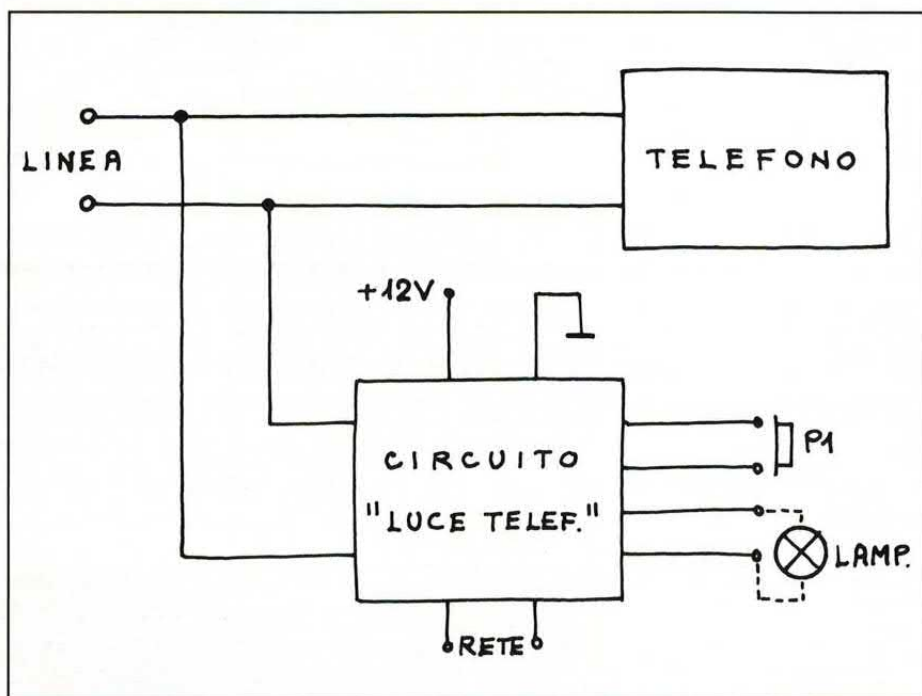 LINEA
TELEFONO
+12V
CIRCUITO
"LUCE TELEF."
P1
LAMP.
RETE